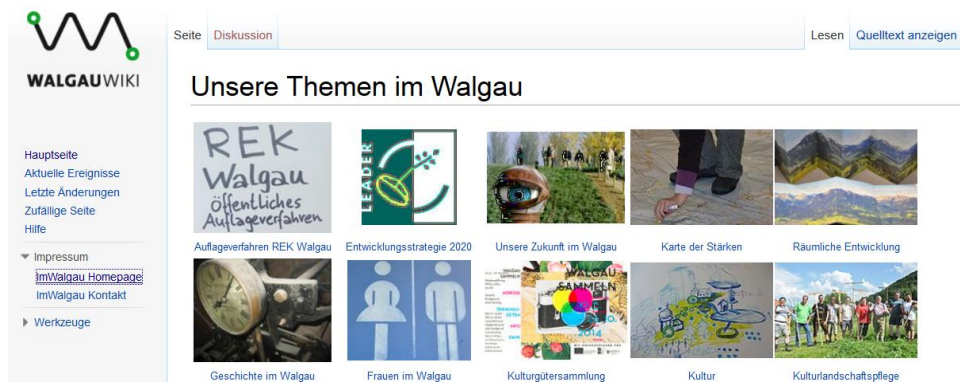 WALGAUWIKI
Seite Diskussion
Lesen Quelltext anzeigen
Unsere Themen im Walgau
Hauptseite
Aktuelle Ereignisse
Letzte Änderungen
Zufällige Seite
Hilfe
Impressum
ImWalgau Homepage
ImWalgau Kontakt
Werkzeuge
REK
Walgau
öffentliches
Auflageverfahren
LEADER
Auflageverfahren REK Walgau
Entwicklungsstrategie 2020
Unsere Zukunft im Walgau
Karte der Stärken
Räumliche Entwicklung
WALGAU
SAMMELN
2014
Geschichte im Walgau
Frauen im Walgau
Kulturgütersammlung
Kultur
Kulturlandschaftspflege